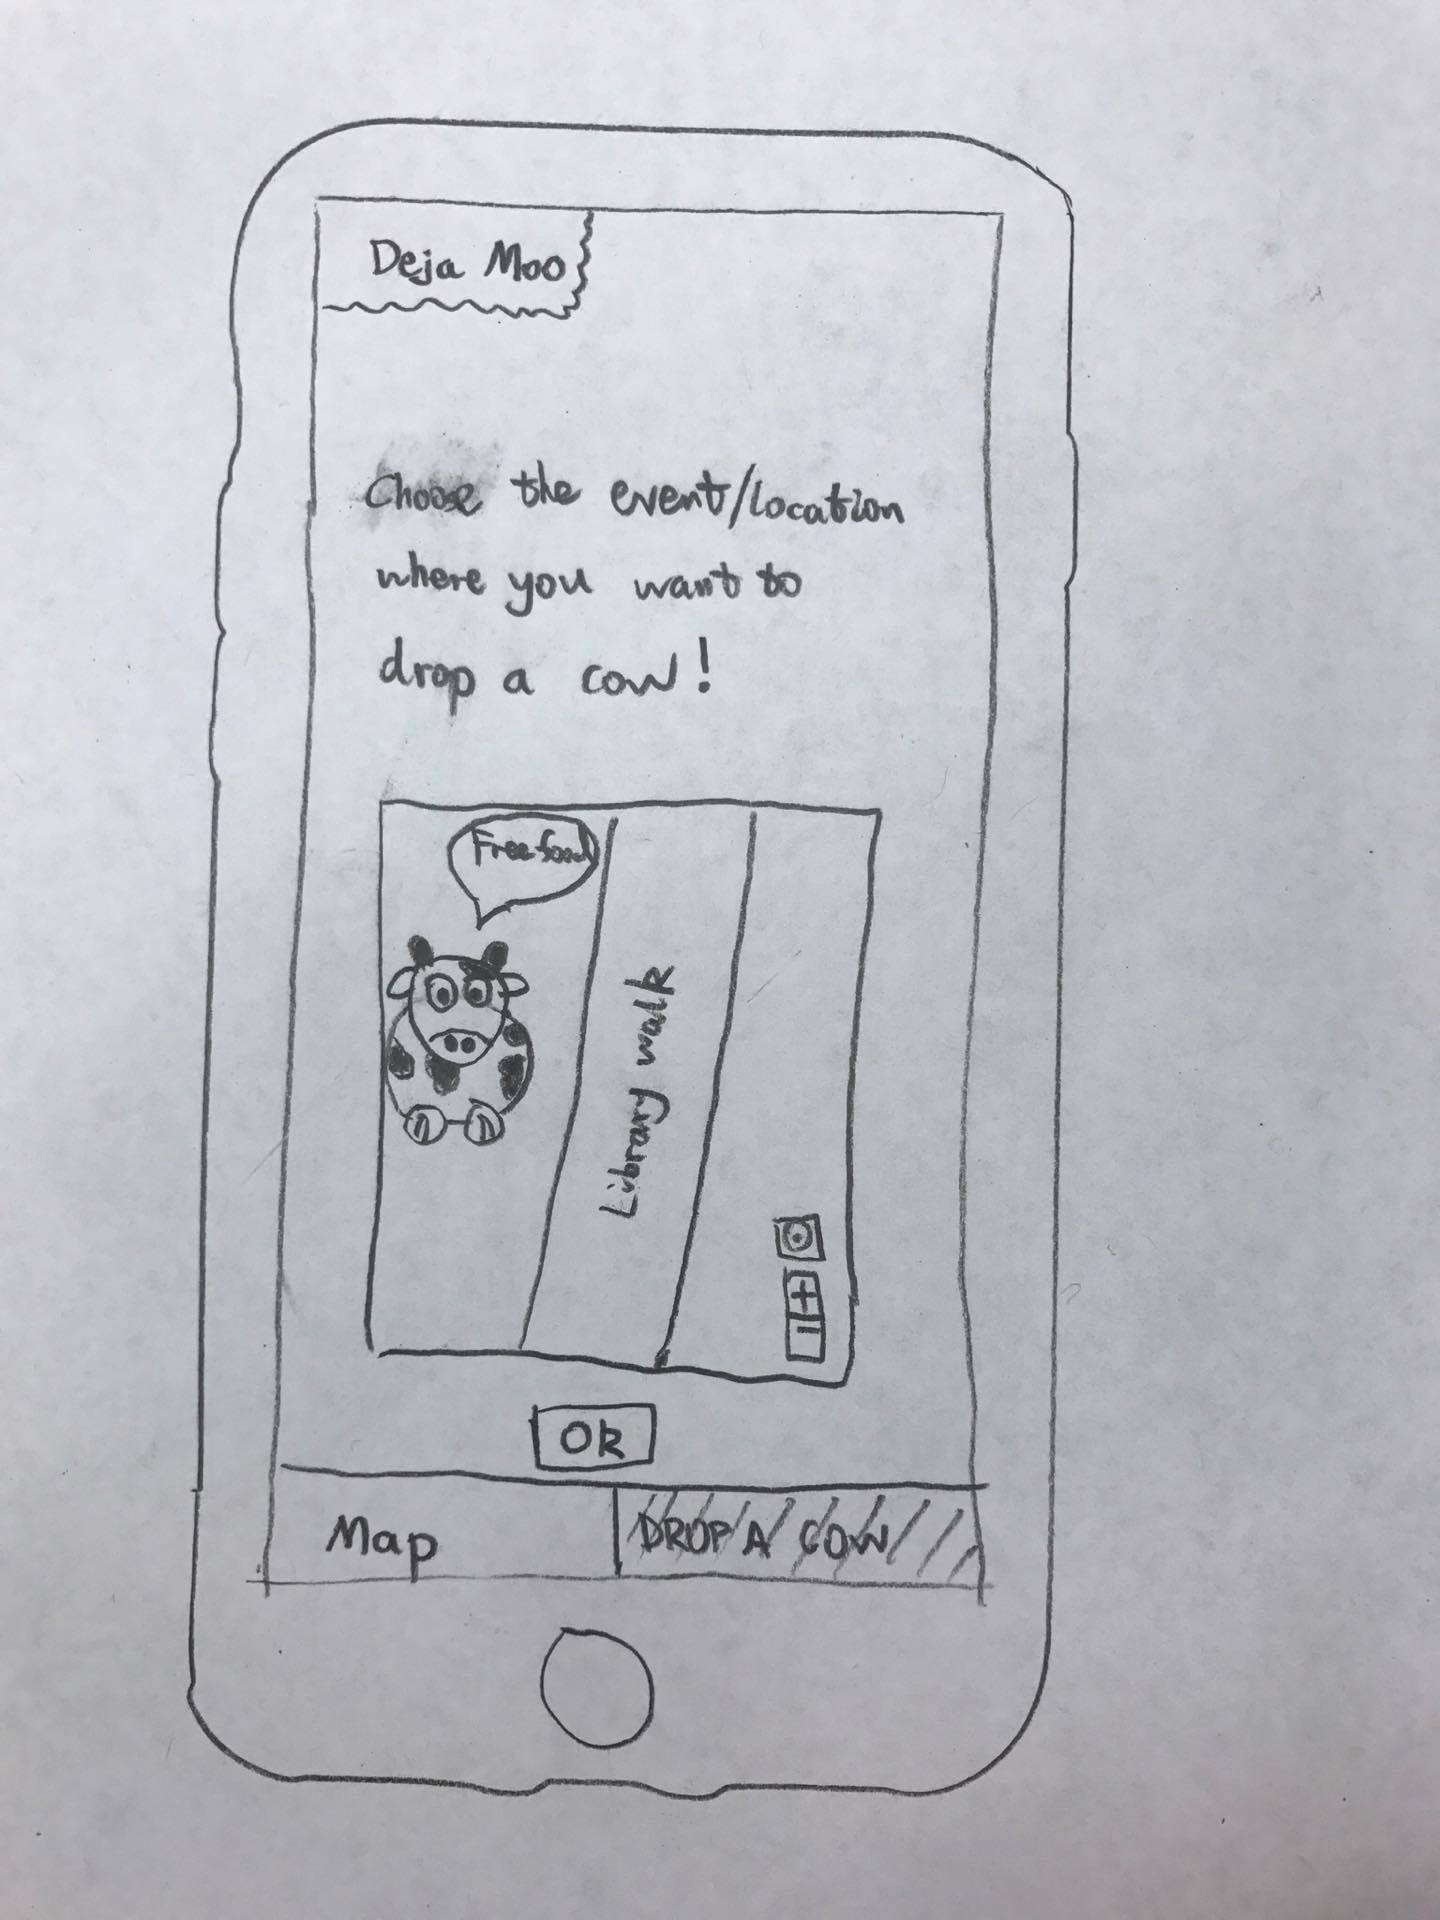 Deja Moo
Choose the event/location
where you want to
drop a cow!
Free food
Library walk
+
-
Ok
Map
DROP A COW